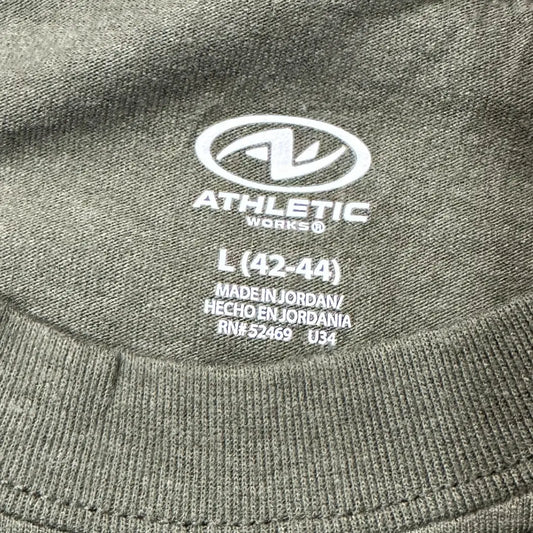 ATHLETIC
WORKS®
L (42-44)
MADE IN JORDAN/
HECHO EN JORDANIA
RN# 52469 U34